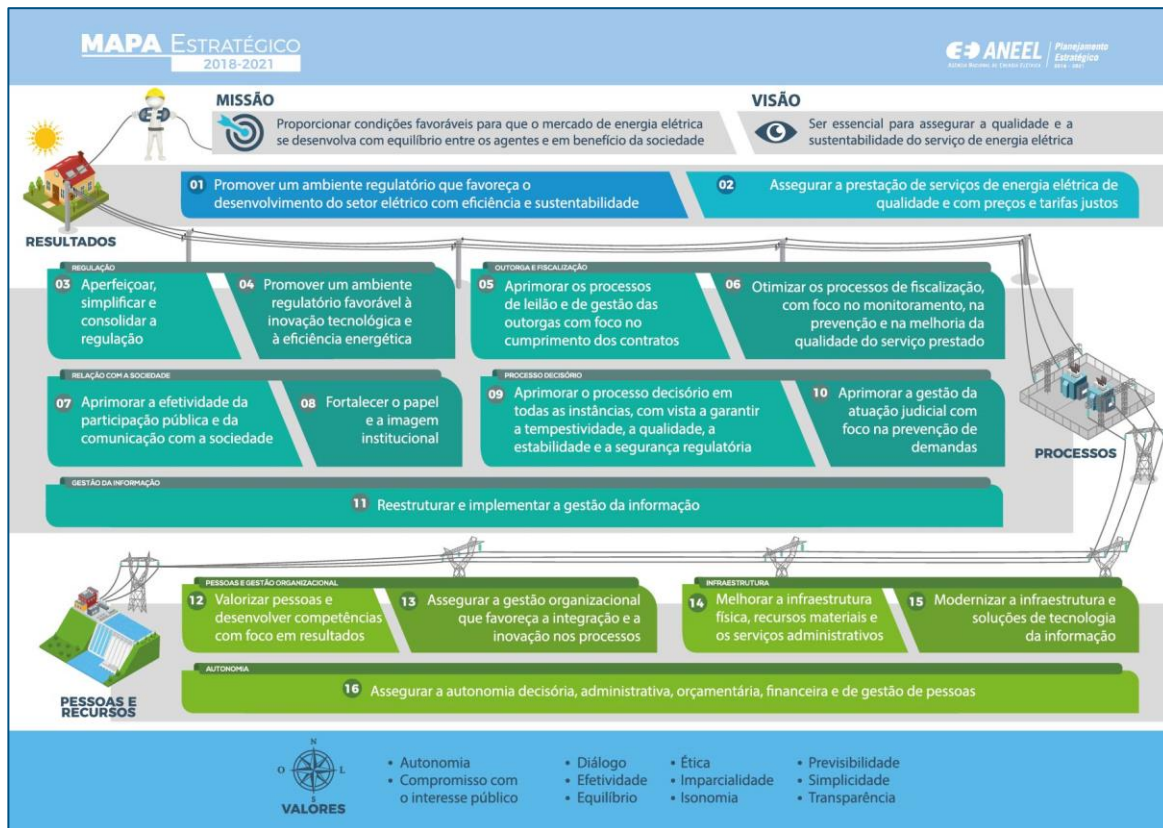 MAPA ESTRATÉGICO
2018-2021
ANEEL
AGÊNCIA NACIONAL DE ENERGIA ELÉTRICA
Planejamento
Estratégico
2018 - 2021
MISSÃO
Proporcionar condições favoráveis para que o mercado de energia elétrica
se desenvolva com equilíbrio entre os agentes e em benefício da sociedade
VISÃO
Ser essencial para assegurar a qualidade e a
sustentabilidade do serviço de energia elétrica
01 Promover um ambiente regulatório que favoreça o
desenvolvimento do setor elétrico com eficiência e sustentabilidade
02 Assegurar a prestação de serviços de energia elétrica de
qualidade e com preços e tarifas justos
RESULTADOS
REGULAÇÃO
03 Aperfeiçoar,
simplificar e
consolidar a
regulação
04 Promover um ambiente
regulatório favorável à
inovação tecnológica e
à eficiência energética
OUTORGA E FISCALIZAÇÃO
05 Aprimorar os processos
de leilão e de gestão das
outorgas com foco no
cumprimento dos contratos
06 Otimizar os processos de fiscalização,
com foco no monitoramento, na
prevenção e na melhoria da
qualidade do serviço prestado
RELAÇÃO COM A SOCIEDADE
07 Aprimorar a efetividade da
participação pública e da
comunicação com a sociedade
08 Fortalecer o papel
e a imagem
institucional
PROCESSO DECISÓRIO
09 Aprimorar o processo decisório em
todas as instâncias, com vista a garantir
a tempestividade, a qualidade, a
estabilidade e a segurança regulatória
10 Aprimorar a gestão da
atuação judicial com
foco na prevenção de
demandas
PROCESSOS
GESTÃO DA INFORMAÇÃO
11 Reestruturar e implementar a gestão da informação
PESSOAS E GESTÃO ORGANIZACIONAL
12 Valorizar pessoas e
desenvolver competências
com foco em resultados
13 Assegurar a gestão organizacional
que favoreça a integração e a
inovação nos processos
INFRAESTRUTURA
14 Melhorar a infraestrutura
física, recursos materiais e
os serviços administrativos
15 Modernizar a infraestrutura e
soluções de tecnologia
da informação
AUTONOMIA
16 Assegurar a autonomia decisória, administrativa, orçamentária, financeira e de gestão de pessoas
PESSOAS E
RECURSOS
N
O L
S
VALORES
• Autonomia
• Compromisso com
o interesse público
• Diálogo
• Efetividade
• Equilíbrio
• Ética
• Imparcialidade
• Isonomia
• Previsibilidade
• Simplicidade
• Transparência